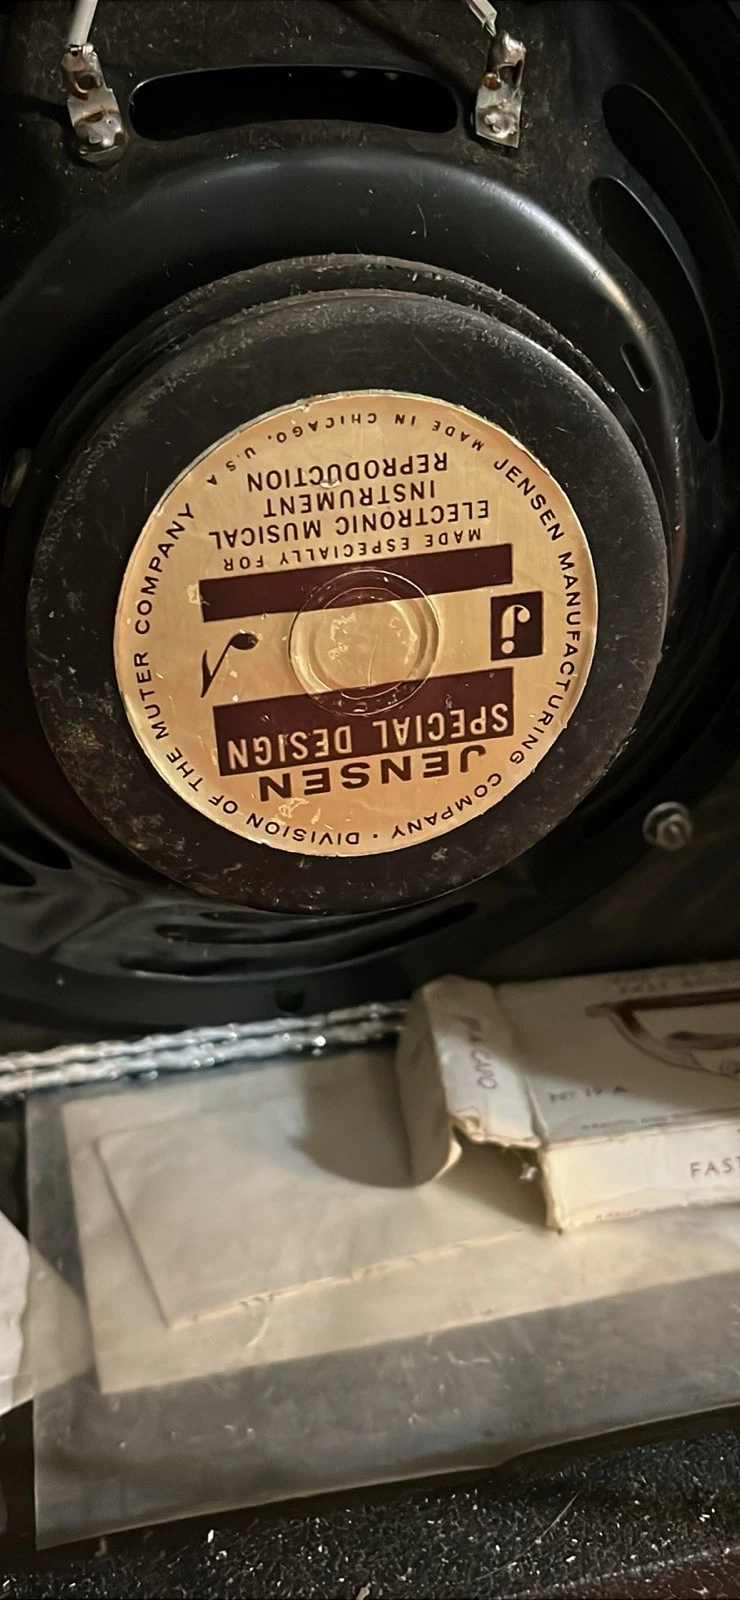 JENSEN MANUFACTURING COMPANY · DIVISION OF THE MUTER COMPANY
JENSEN
SPECIAL DESIGN
MADE ESPECIALLY FOR
ELECTRONIC MUSICAL
INSTRUMENT
REPRODUCTION
MADE IN CHICAGO, U.S.A
FAST